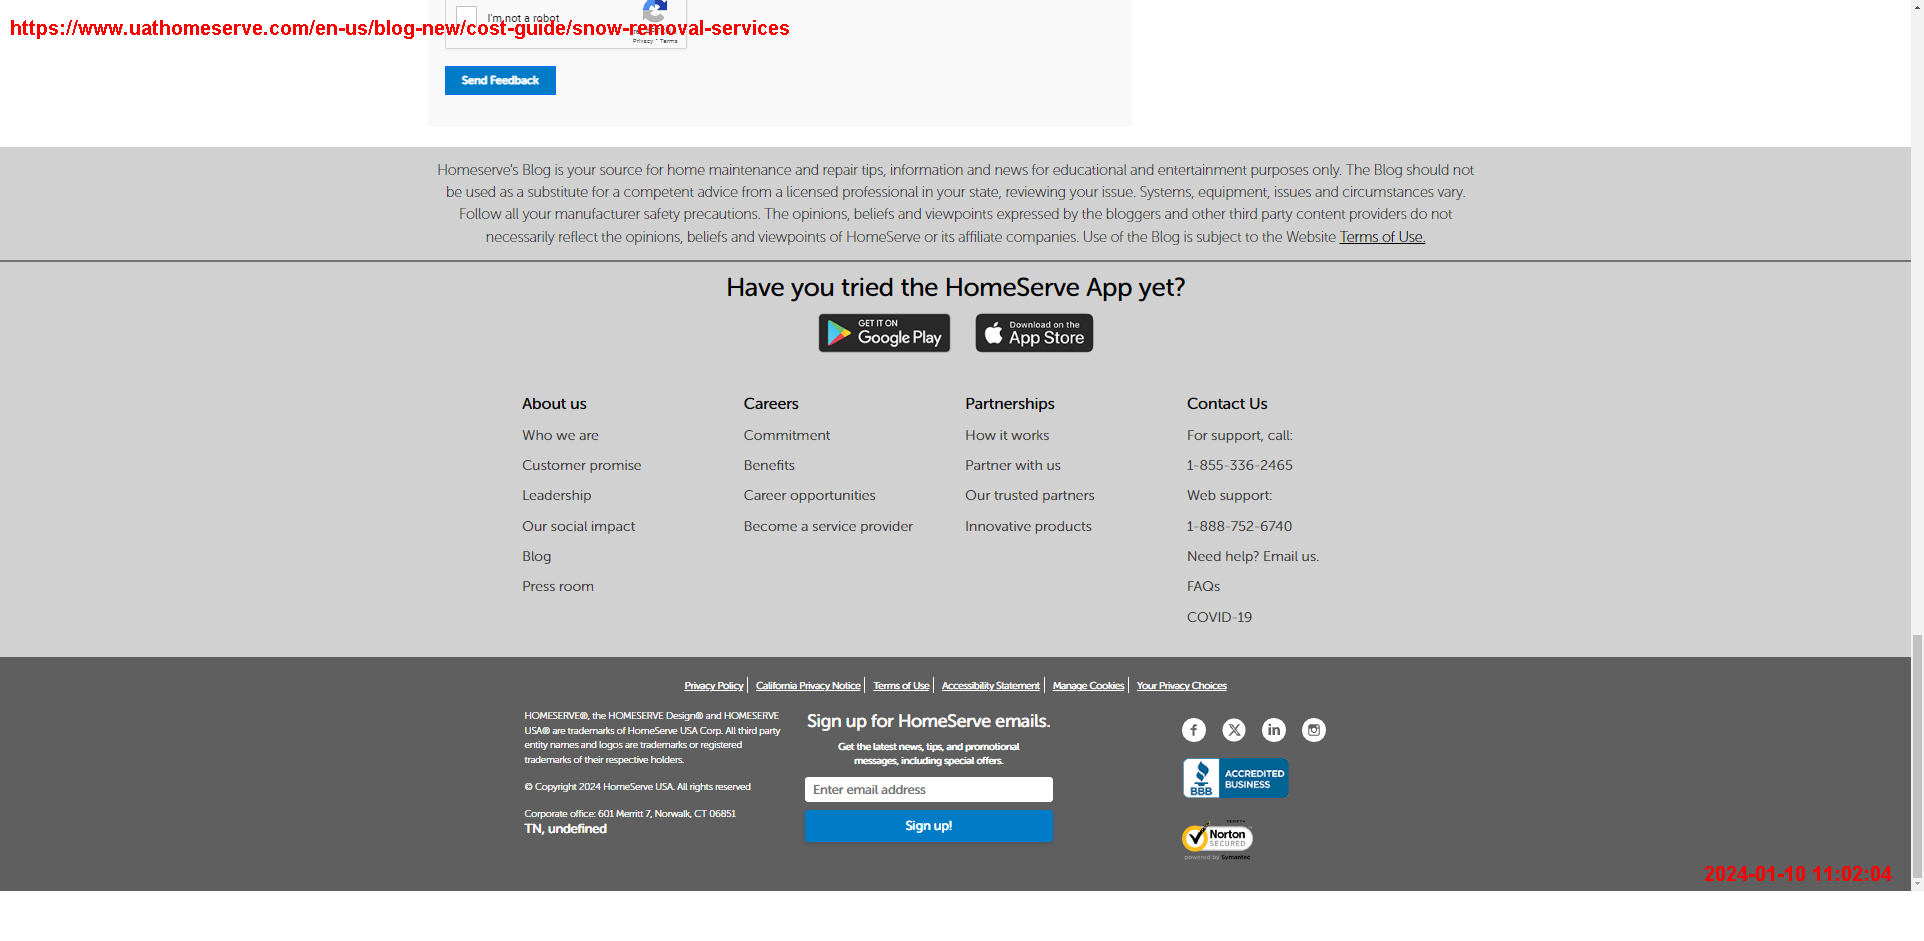 I'm not a robot
https://www.uathomeserve.com/en-us/blog-new/cost-guide/snow-removal-services
Privacy - Terms
Send Feedback
Homeserve's Blog is your source for home maintenance and repair tips, information and news for educational and entertainment purposes only. The Blog should not
be used as a substitute for a competent advice from a licensed professional in your state, reviewing your issue. Systems, equipment, issues and circumstances vary.
Follow all your manufacturer safety precautions. The opinions, beliefs and viewpoints expressed by the bloggers and other third party content providers do not
necessarily reflect the opinions, beliefs and viewpoints of HomeServe or its affiliate companies. Use of the Blog is subject to the Website Terms of Use.
Have you tried the HomeServe App yet?
GET IT ON
Google Play
Download on the
App Store
About us
Who we are
Customer promise
Leadership
Our social impact
Blog
Press room
Careers
Commitment
Benefits
Career opportunities
Become a service provider
Partnerships
How it works
Partner with us
Our trusted partners
Innovative products
Contact Us
For support, call:
1-855-336-2465
Web support:
1-888-752-6740
Need help? Email us.
FAQs
COVID-19
Privacy Policy | California Privacy Notice | Terms of Use | Accessibility Statement | Manage Cookies | Your Privacy Choices
HOMESERVE®, the HOMESERVE Design® and HOMESERVE
USA® are trademarks of HomeServe USA Corp. All third party
entity names and logos are trademarks or registered
trademarks of their respective holders.
© Copyright 2024 HomeServe USA. All rights reserved
Corporate office: 601 Merritt 7, Norwalk, CT 06851
TN, undefined
Sign up for HomeServe emails.
Get the latest news, tips, and promotional
messages, including special offers.
Enter email address
Sign up!
BBB
ACCREDITED
BUSINESS
Norton
SECURED
powered by Symantec
2024-01-10 11:02:04